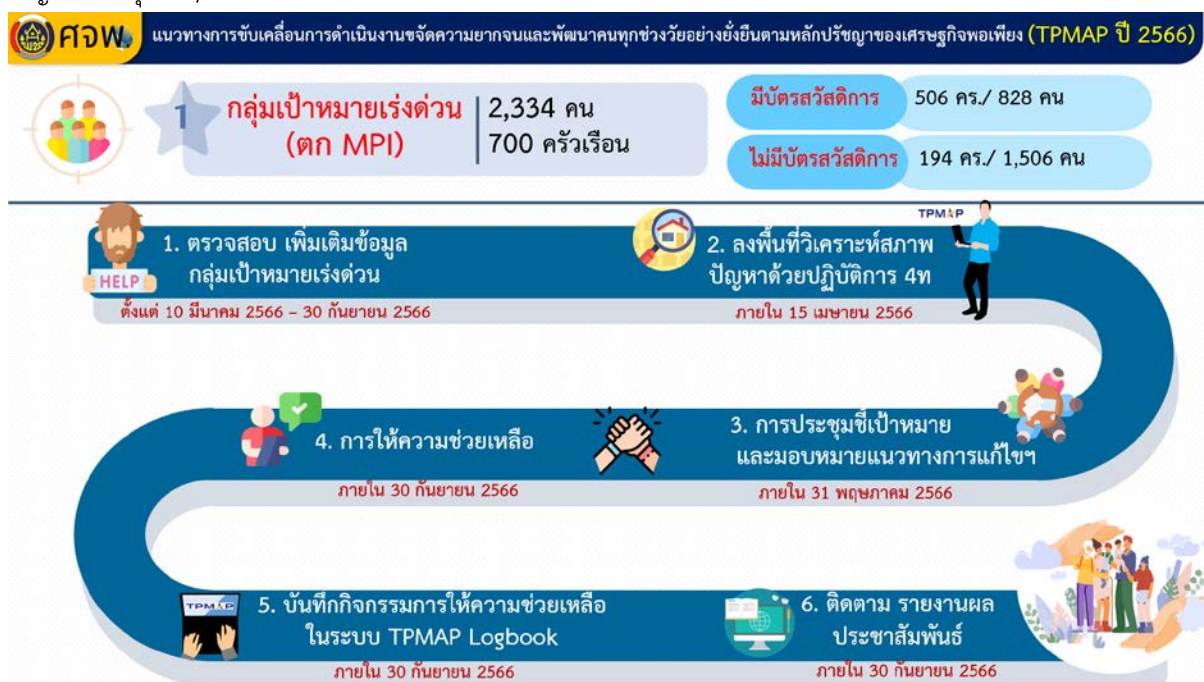 ศจพ.
แนวทางการขับเคลื่อนการดำเนินงานขจัดความยากจนและพัฒนาคนทุกช่วงวัยอย่างยั่งยืนตามหลักปรัชญาของเศรษฐกิจพอเพียง (TPMAP ปี 2566)
1
กลุ่มเป้าหมายเร่งด่วน
(ตก MPI)
2,334 คน
700 ครัวเรือน
มีบัตรสวัสดิการ 506 คร./ 828 คน
ไม่มีบัตรสวัสดิการ 194 คร./ 1,506 คน
HELP
1. ตรวจสอบ เพิ่มเติมข้อมูล
กลุ่มเป้าหมายเร่งด่วน
ตั้งแต่ 10 มีนาคม 2566 – 30 กันยายน 2566
TPMAP
2. ลงพื้นที่วิเคราะห์สภาพ
ปัญหาด้วยปฏิบัติการ 4ท
ภายใน 15 เมษายน 2566
3. การประชุมชี้เป้าหมาย
และมอบหมายแนวทางการแก้ไขฯ
ภายใน 31 พฤษภาคม 2566
4. การให้ความช่วยเหลือ
ภายใน 30 กันยายน 2566
TPMAP
5. บันทึกกิจกรรมการให้ความช่วยเหลือ
ในระบบ TPMAP Logbook
ภายใน 30 กันยายน 2566
6. ติดตาม รายงานผล
ประชาสัมพันธ์
ภายใน 30 กันยายน 2566